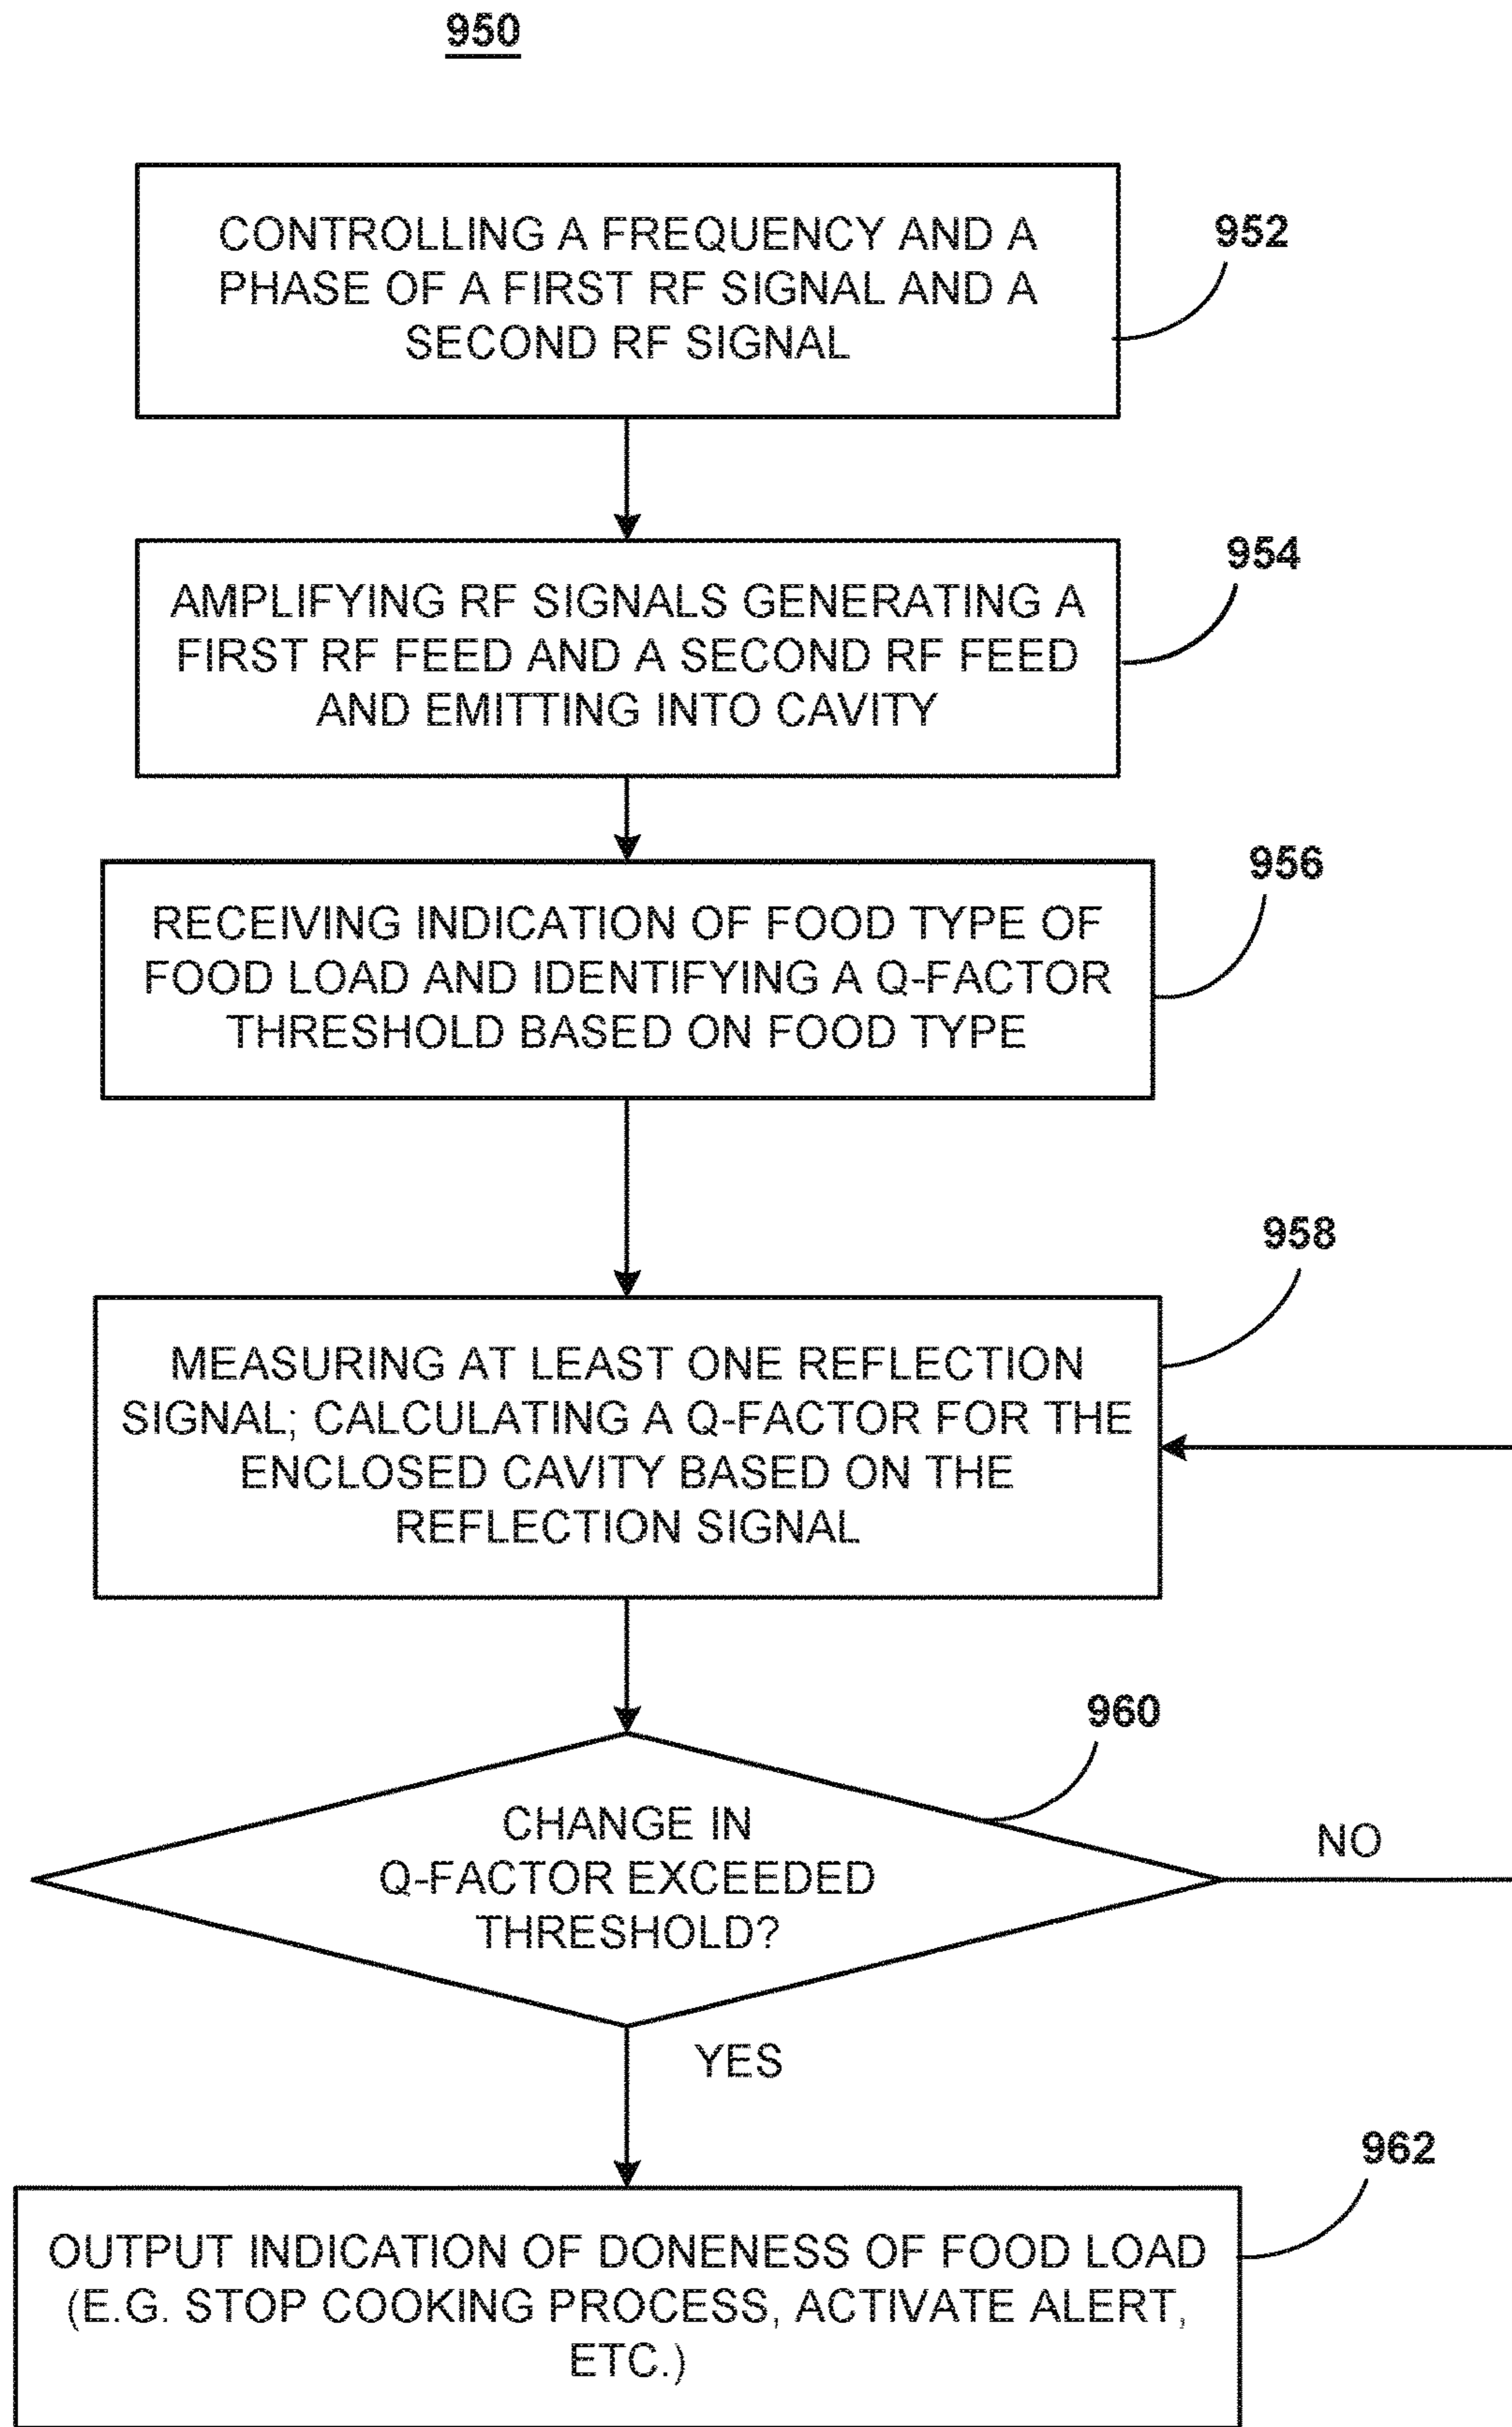 950
CONTROLLING A FREQUENCY AND A
PHASE OF A FIRST RF SIGNAL AND A
SECOND RF SIGNAL
952
AMPLIFYING RF SIGNALS GENERATING A
FIRST RF FEED AND A SECOND RF FEED
AND EMITTING INTO CAVITY
954
RECEIVING INDICATION OF FOOD TYPE OF
FOOD LOAD AND IDENTIFYING A Q-FACTOR
THRESHOLD BASED ON FOOD TYPE
956
MEASURING AT LEAST ONE REFLECTION
SIGNAL; CALCULATING A Q-FACTOR FOR THE
ENCLOSED CAVITY BASED ON THE
REFLECTION SIGNAL
958
CHANGE IN
Q-FACTOR EXCEEDED
THRESHOLD?
960
NO
YES
OUTPUT INDICATION OF DONENESS OF FOOD LOAD
(E.G. STOP COOKING PROCESS, ACTIVATE ALERT,
ETC.)
962